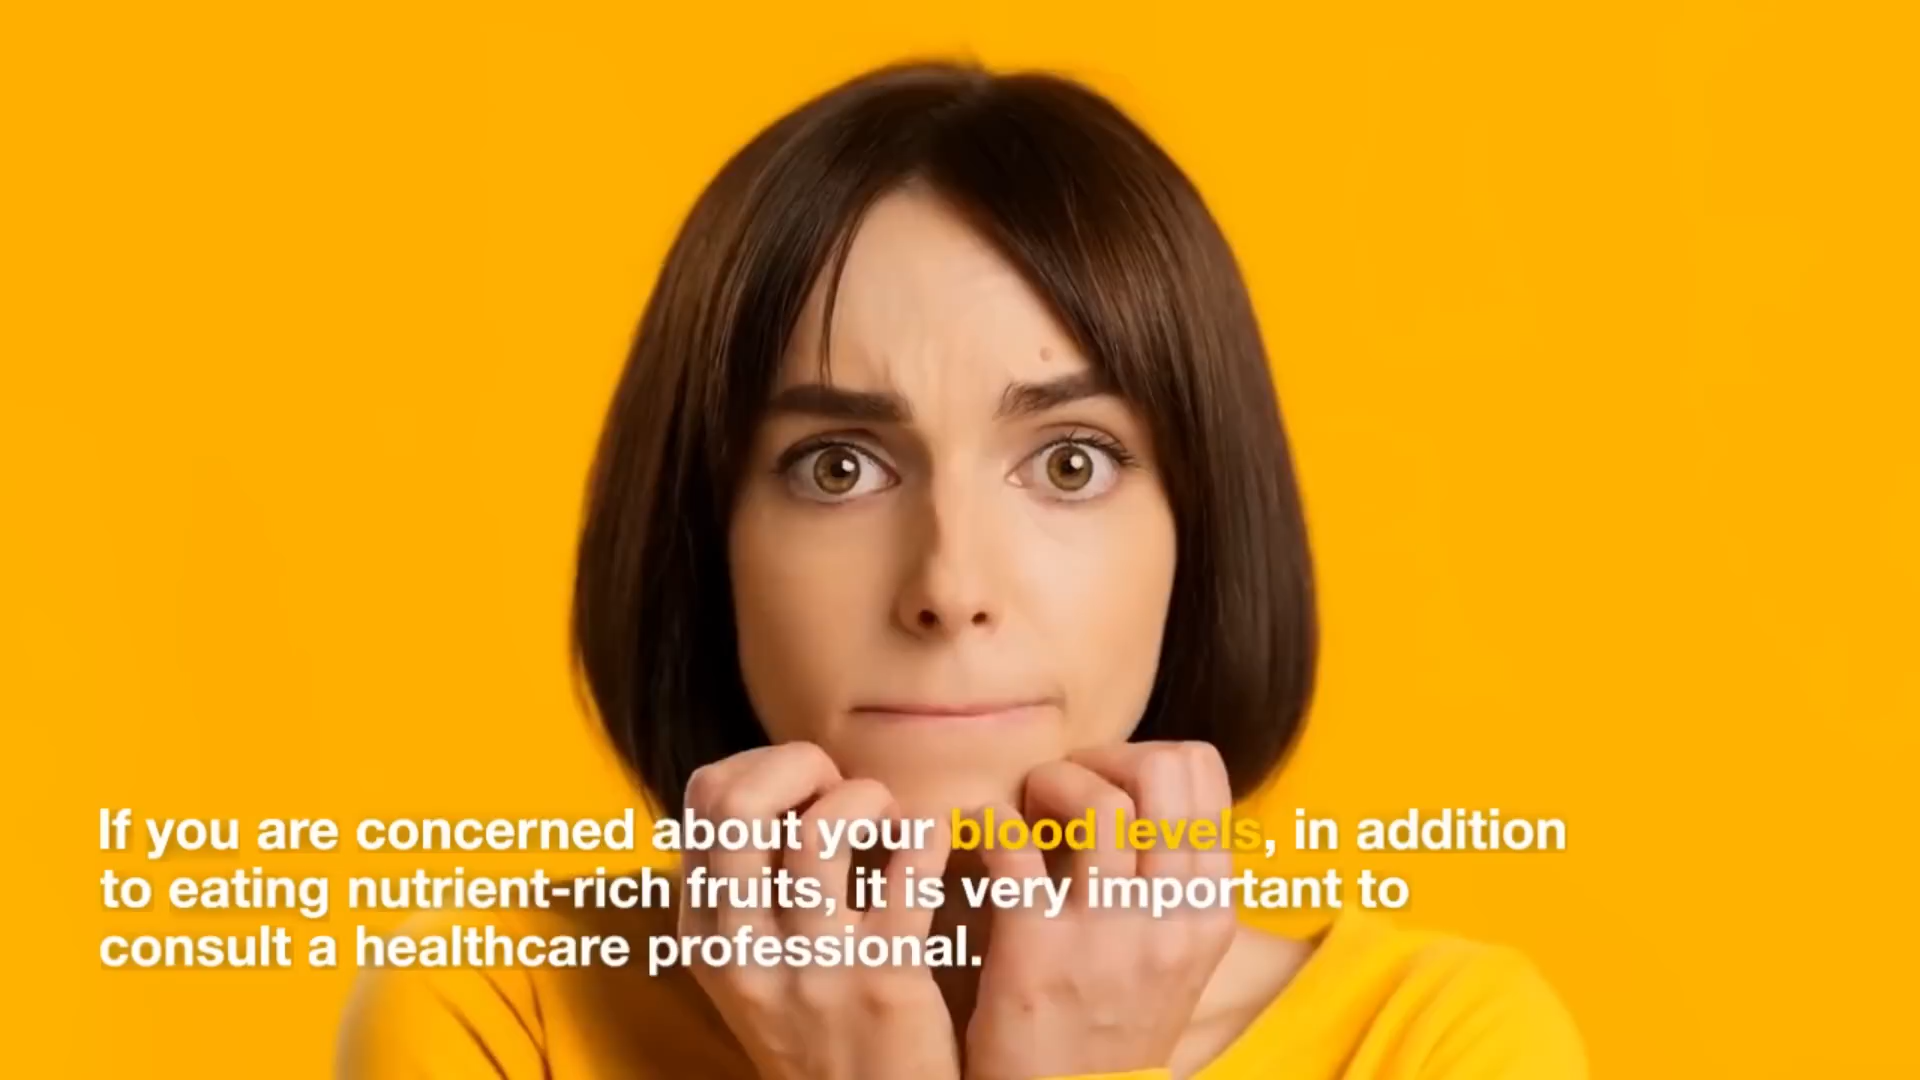 If you are concerned about your blood levels, in addition
to eating nutrient-rich fruits, it is very important to
consult a healthcare professional.